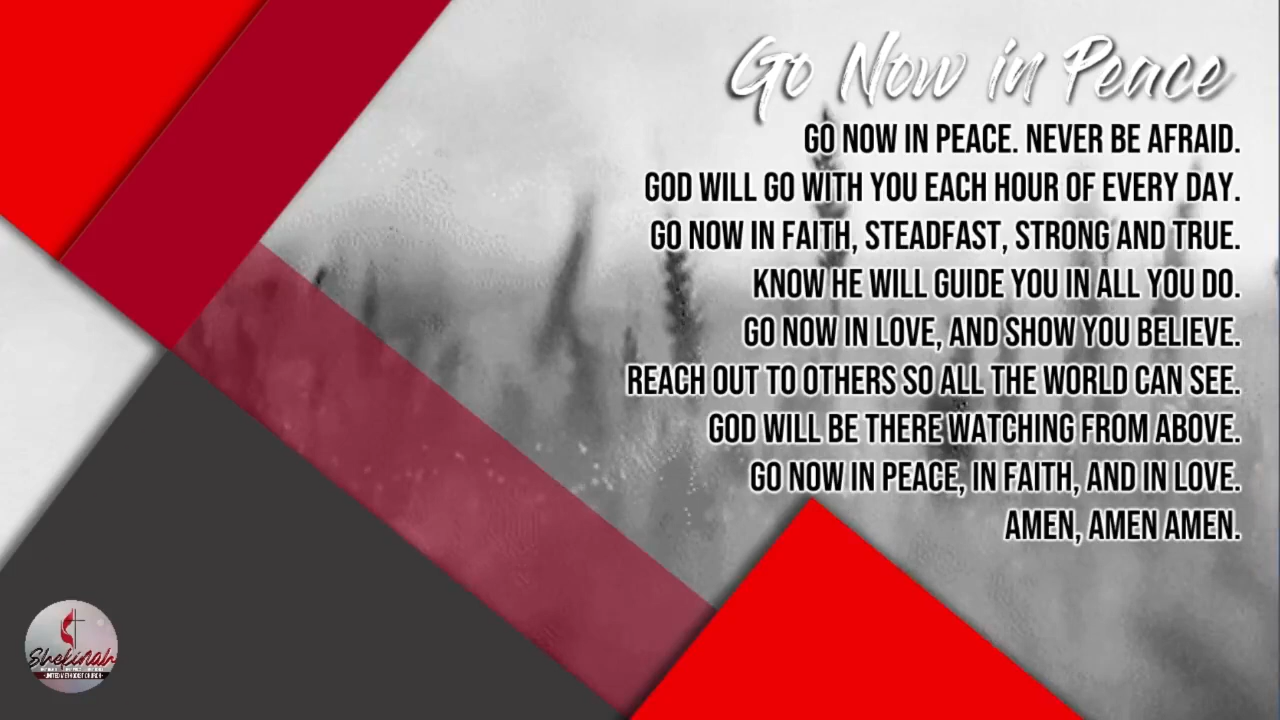 Go Now in Peace
GO NOW IN PEACE. NEVER BE AFRAID.
GOD WILL GO WITH YOU EACH HOUR OF EVERY DAY.
GO NOW IN FAITH, STEADFAST, STRONG AND TRUE.
KNOW HE WILL GUIDE YOU IN ALL YOU DO.
GO NOW IN LOVE, AND SHOW YOU BELIEVE.
REACH OUT TO OTHERS SO ALL THE WORLD CAN SEE.
GOD WILL BE THERE WATCHING FROM ABOVE.
GO NOW IN PEACE, IN FAITH, AND IN LOVE.
AMEN, AMEN AMEN.
Shekinah
UNITED METHODIST CHURCH